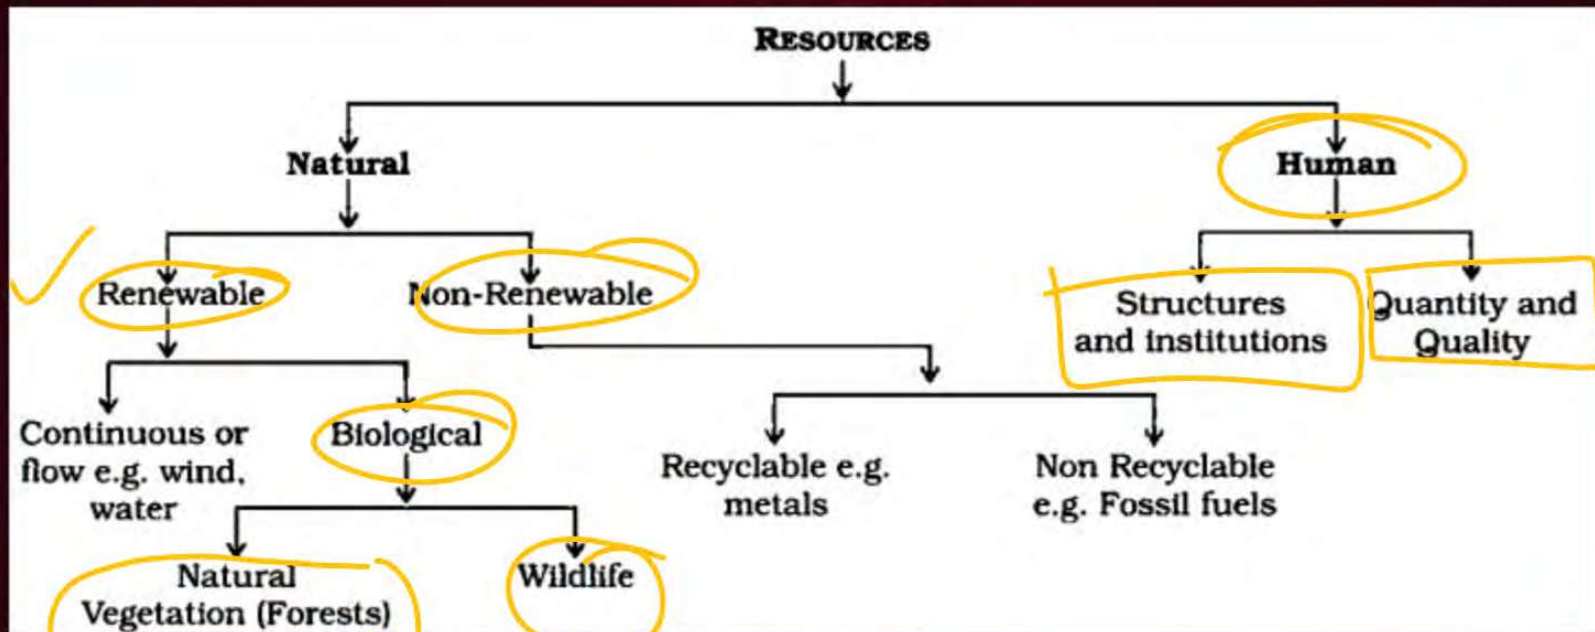 RESOURCES
Natural
Human
Renewable
Non-Renewable
Structures
and institutions
Quantity and
Quality
Continuous or
flow e.g. wind,
water
Biological
Recyclable e.g.
metals
Non Recyclable
e.g. Fossil fuels
Natural
Vegetation (Forests)
Wildlife